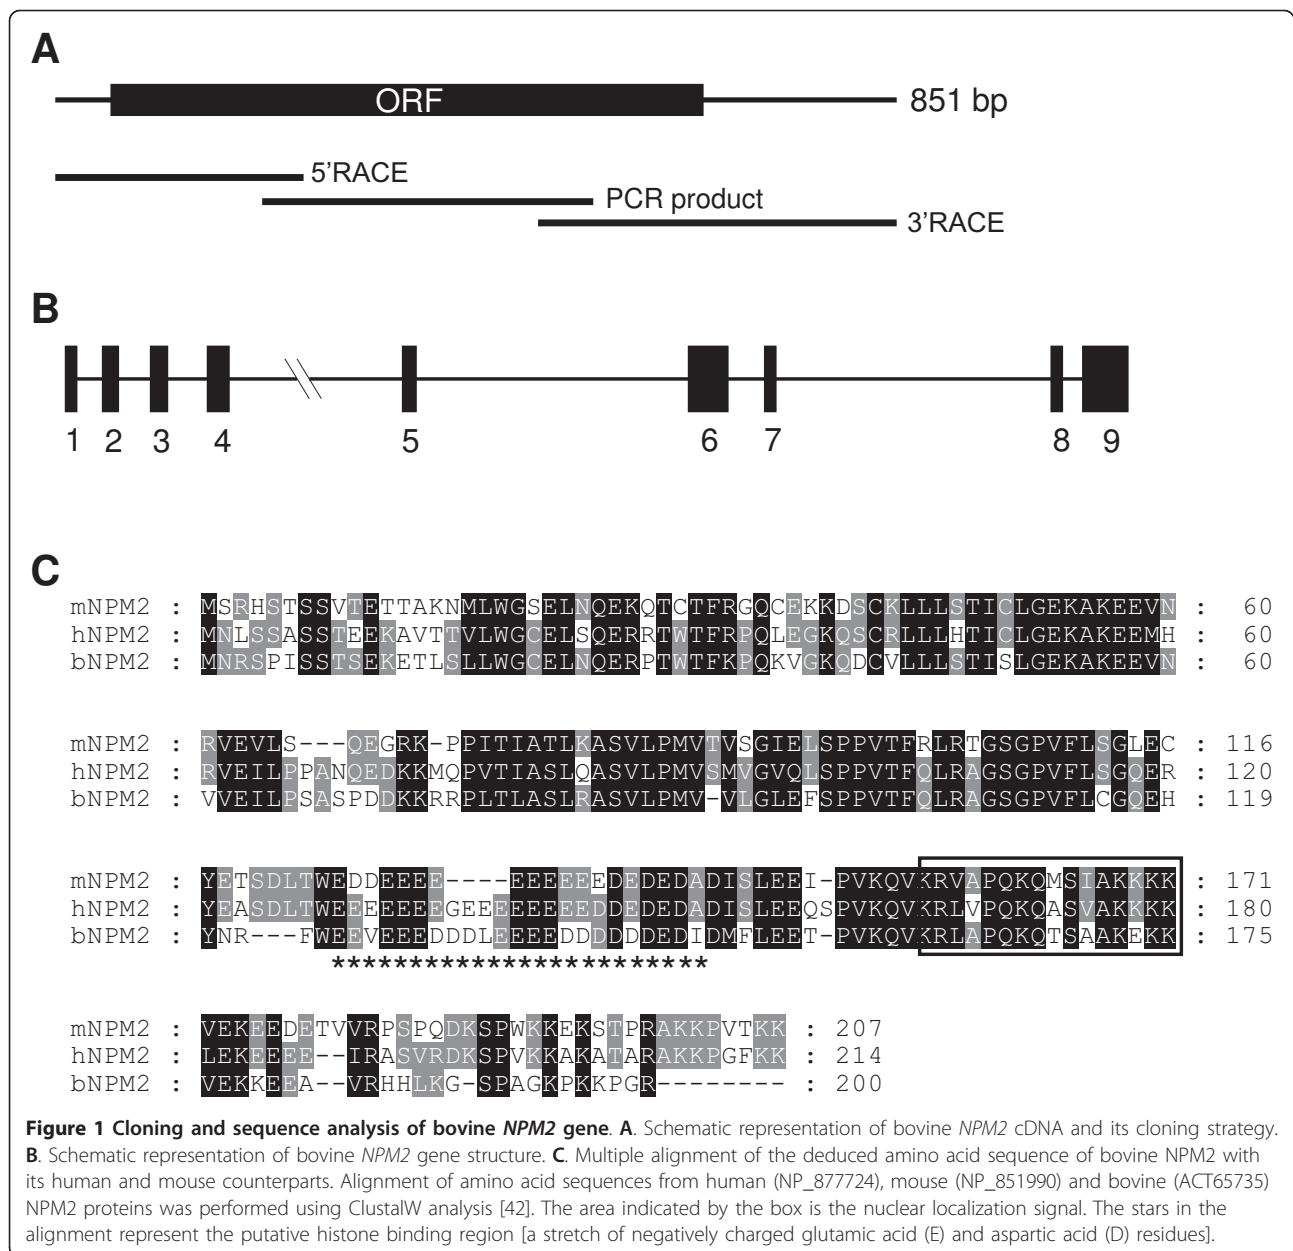 A
ORF
851 bp
5'RACE
PCR product
3'RACE
B
1 2 3 4 5 6 7 8 9
C
mNPM2 : MSRHSTSSVTETTAKNMLWGSELNQEKQTCTFRGQCEKKDSCKLLLSTICLGEKAKEEVN : 60
hNPM2 : MNLSSASSTEEKAVTTVLWGCELSQERRTWTFRPQLEGKQSCRLLLHTICLGEKAKEEMH : 60
bNPM2 : MNRSPISSTSEKETLSLLWGCELNQERPTWTFKPQKVGKQDCVLLLSTISLGEKAKEEVN : 60
mNPM2 : RVEVLS---QEGRK-PPITIATLKASVLPMVTVSGIELSPPVTFRLRTGSGPVFLSGLEC : 116
hNPM2 : RVEILPPANQEDKKMQPVTIASLQASVLPMVSMVGVQLSPPVTFQLRAGSGPVFLSGQER : 120
bNPM2 : VVEILPSASPDDKKRRPLTLASLRASVLPMV-VLGLEFSPPVTFQLRAGSGPVFLCGQEH : 119
mNPM2 : YETSDLTWEDDEEEE----EEEEEEDEDEDADISLEEI-PVKQVKRVAPQKQMSIAKKKK : 171
hNPM2 : YEASDLTWEEEEEEEGEEEEEEEEDDEDEDADISLEEQSPVKQVKRLVPQKQASVAKKKK : 180
bNPM2 : YNR---FWEEVEEEDDDLEEEEDDDDDDEDIDMFLEET-PVKQVKRLAPQKQTSAAKEKK : 175
************************
mNPM2 : VEKEEDETVVRPSPQDKSPWKKEKSTPRAKKPVTKK : 207
hNPM2 : LEKEEEE--IRASVRDKSPVKKAKATARAKKPGFKK : 214
bNPM2 : VEKKEEA--VRHHLKG-SPAGKPKKPGR-------- : 200
Figure 1 Cloning and sequence analysis of bovine NPM2 gene. A. Schematic representation of bovine NPM2 cDNA and its cloning strategy.
B. Schematic representation of bovine NPM2 gene structure. C. Multiple alignment of the deduced amino acid sequence of bovine NPM2 with
its human and mouse counterparts. Alignment of amino acid sequences from human (NP_877724), mouse (NP_851990) and bovine (ACT65735)
NPM2 proteins was performed using ClustalW analysis [42]. The area indicated by the box is the nuclear localization signal. The stars in the
alignment represent the putative histone binding region [a stretch of negatively charged glutamic acid (E) and aspartic acid (D) residues].